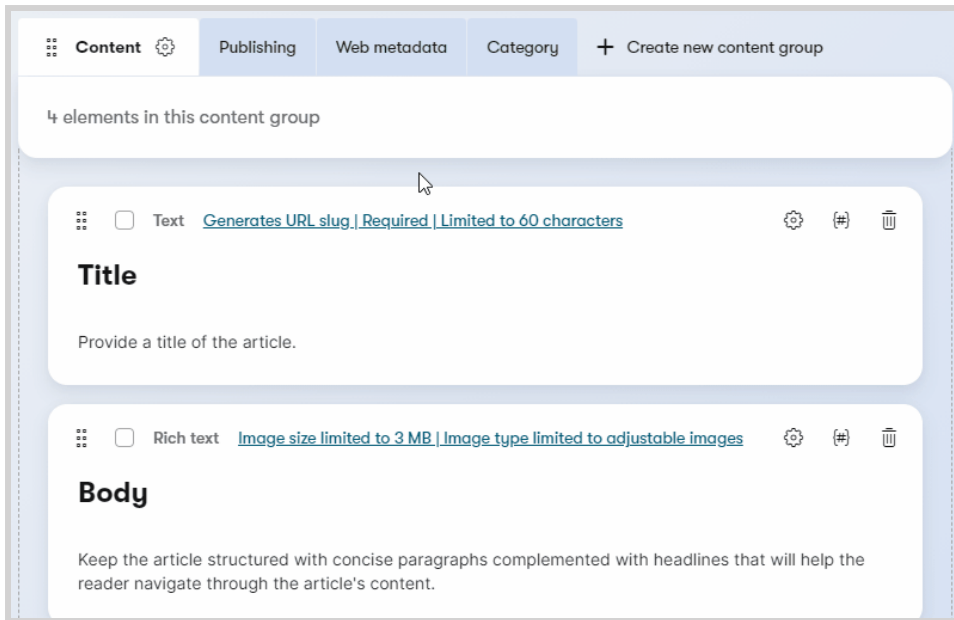 Content Publishing Web metadata Category + Create new content group
4 elements in this content group
Text Generates URL slug | Required | Limited to 60 characters {#}
Title
Provide a title of the article.
Rich text Image size limited to 3 MB | Image type limited to adjustable images {#}
Body
Keep the article structured with concise paragraphs complemented with headlines that will help the
reader navigate through the article's content.